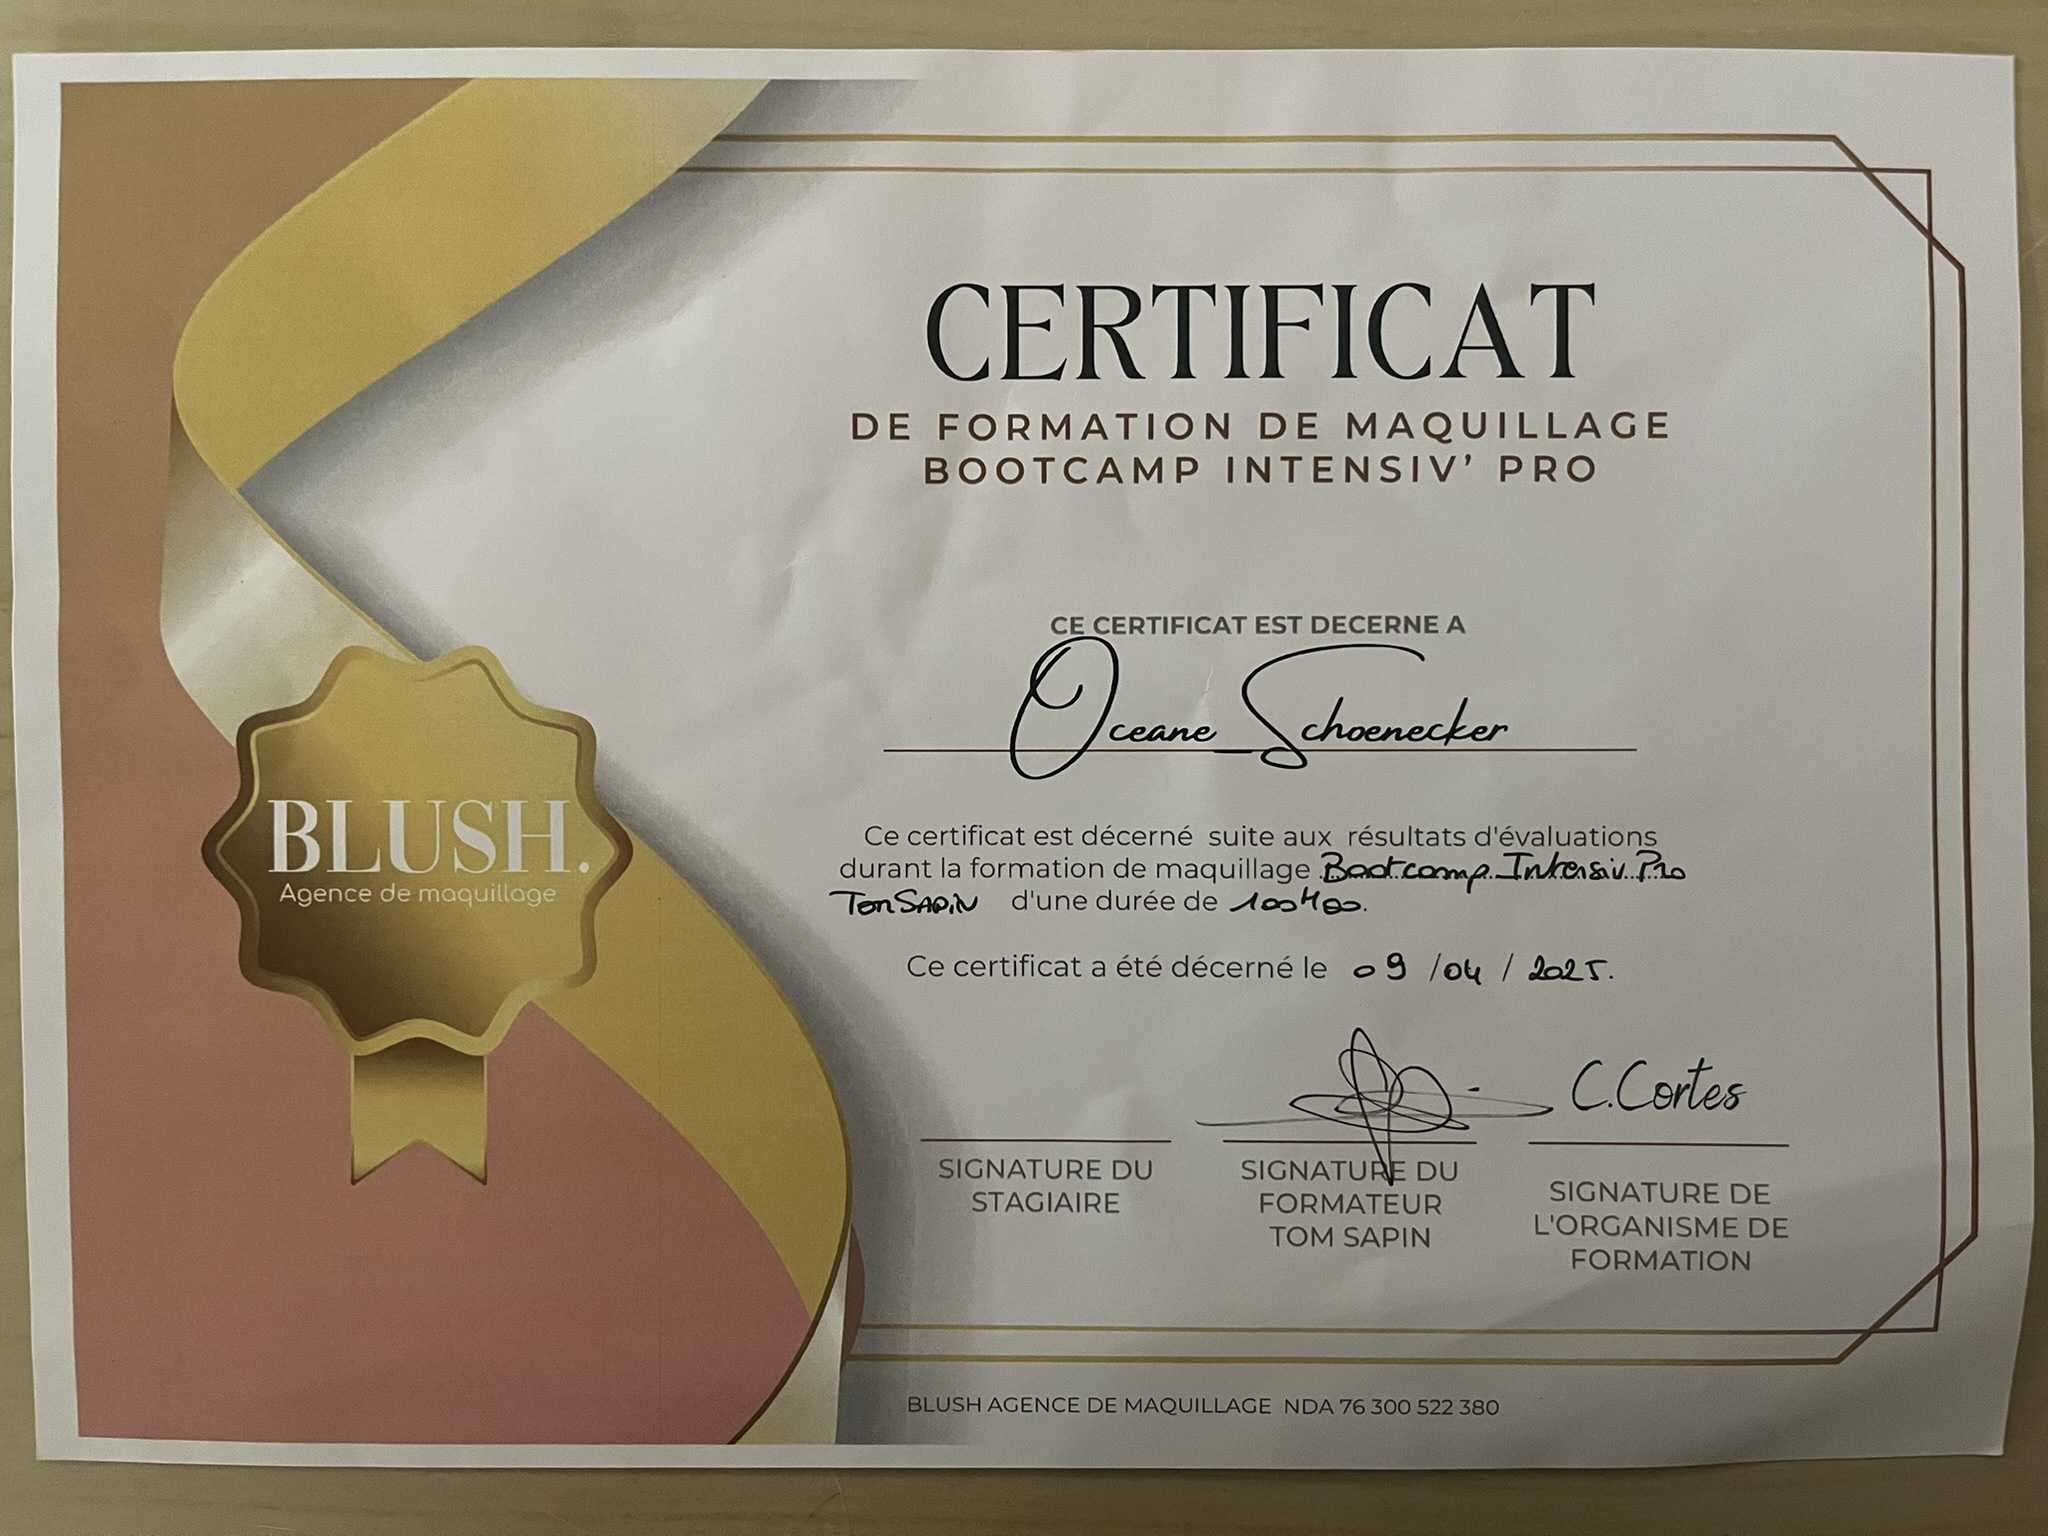 CERTIFICAT
DE FORMATION DE MAQUILLAGE
BOOTCAMP INTENSIV' PRO
CE CERTIFICAT EST DECERNE A
Oceane_Schoenecker
BLUSH.
Agence de maquillage
Ce certificat est décerné suite aux résultats d'évaluations
durant la formation de maquillage Bootcamp Intensiv Pro
Tom SAPIN d'une durée de 100H00.
Ce certificat a été décerné le 09 /04 / 2025.
C.Cortes
SIGNATURE DU
STAGIAIRE
SIGNATURE DU
FORMATEUR
TOM SAPIN
SIGNATURE DE
L'ORGANISME DE
FORMATION
BLUSH AGENCE DE MAQUILLAGE NDA 76 300 522 380